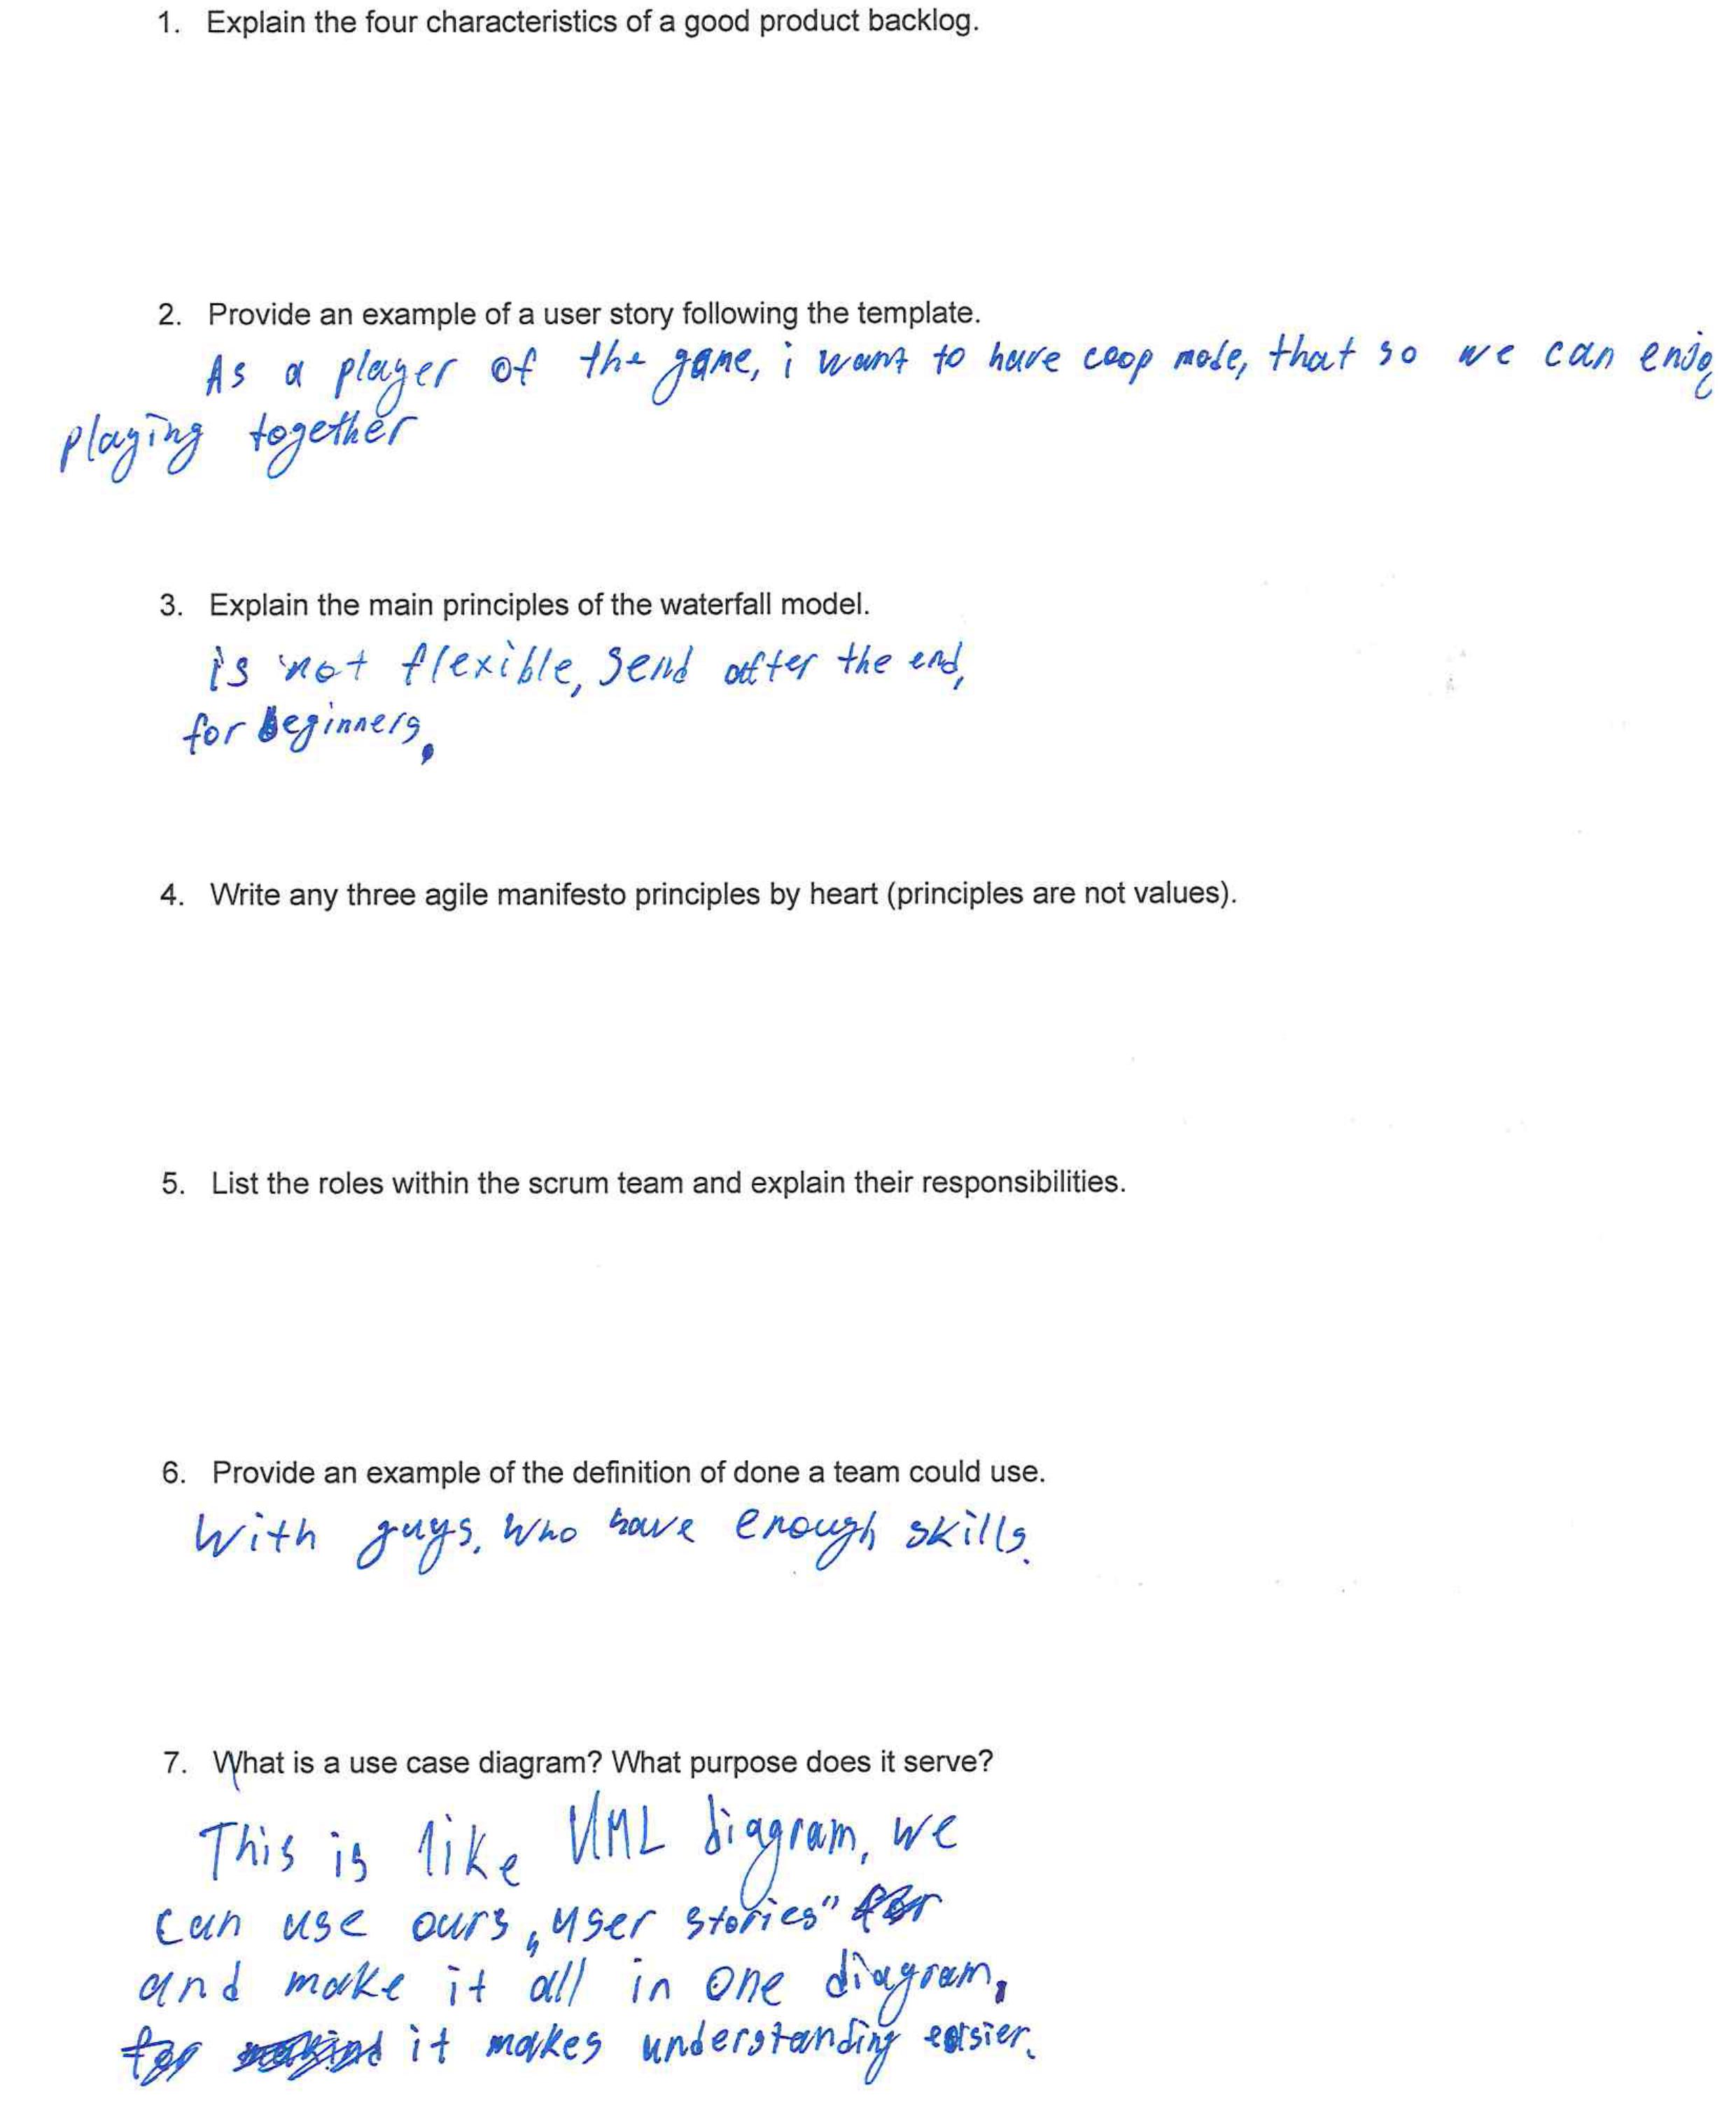 1. Explain the four characteristics of a good product backlog.
2. Provide an example of a user story following the template.
As a player of the game, i want to have coop mode, that so we can enjoy
playing together
3. Explain the main principles of the waterfall model.
is not flexible, send after the end,
for beginners.
4. Write any three agile manifesto principles by heart (principles are not values).
5. List the roles within the scrum team and explain their responsibilities.
6. Provide an example of the definition of done a team could use.
With guys, who have enough skills.
7. What is a use case diagram? What purpose does it serve?
This is like UML diagram, we
can use ours „user stories"
and make it all in one diagram,
it makes understanding easier.